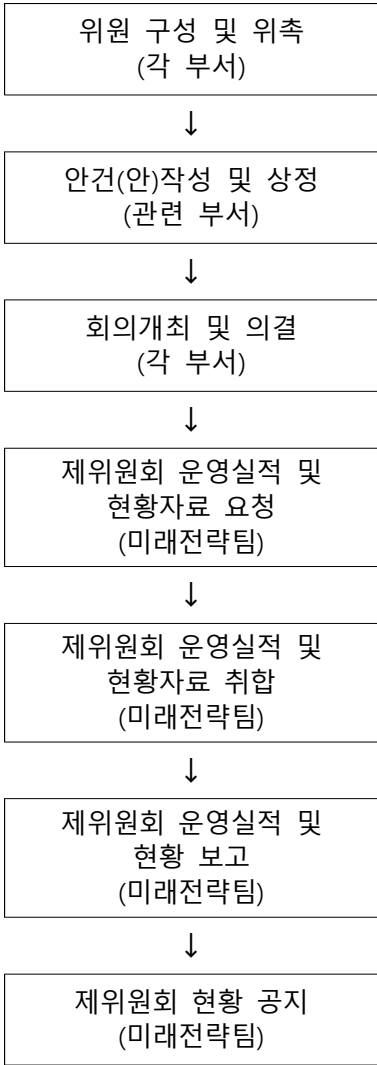 위원 구성 및 위촉
(각 부서)
↓
안건(안)작성 및 상정
(관련 부서)
↓
회의개최 및 의결
(각 부서)
↓
제위원회 운영실적 및
현황자료 요청
(미래전략팀)
↓
제위원회 운영실적 및
현황자료 취합
(미래전략팀)
↓
제위원회 운영실적 및
현황 보고
(미래전략팀)
↓
제위원회 현황 공지
(미래전략팀)